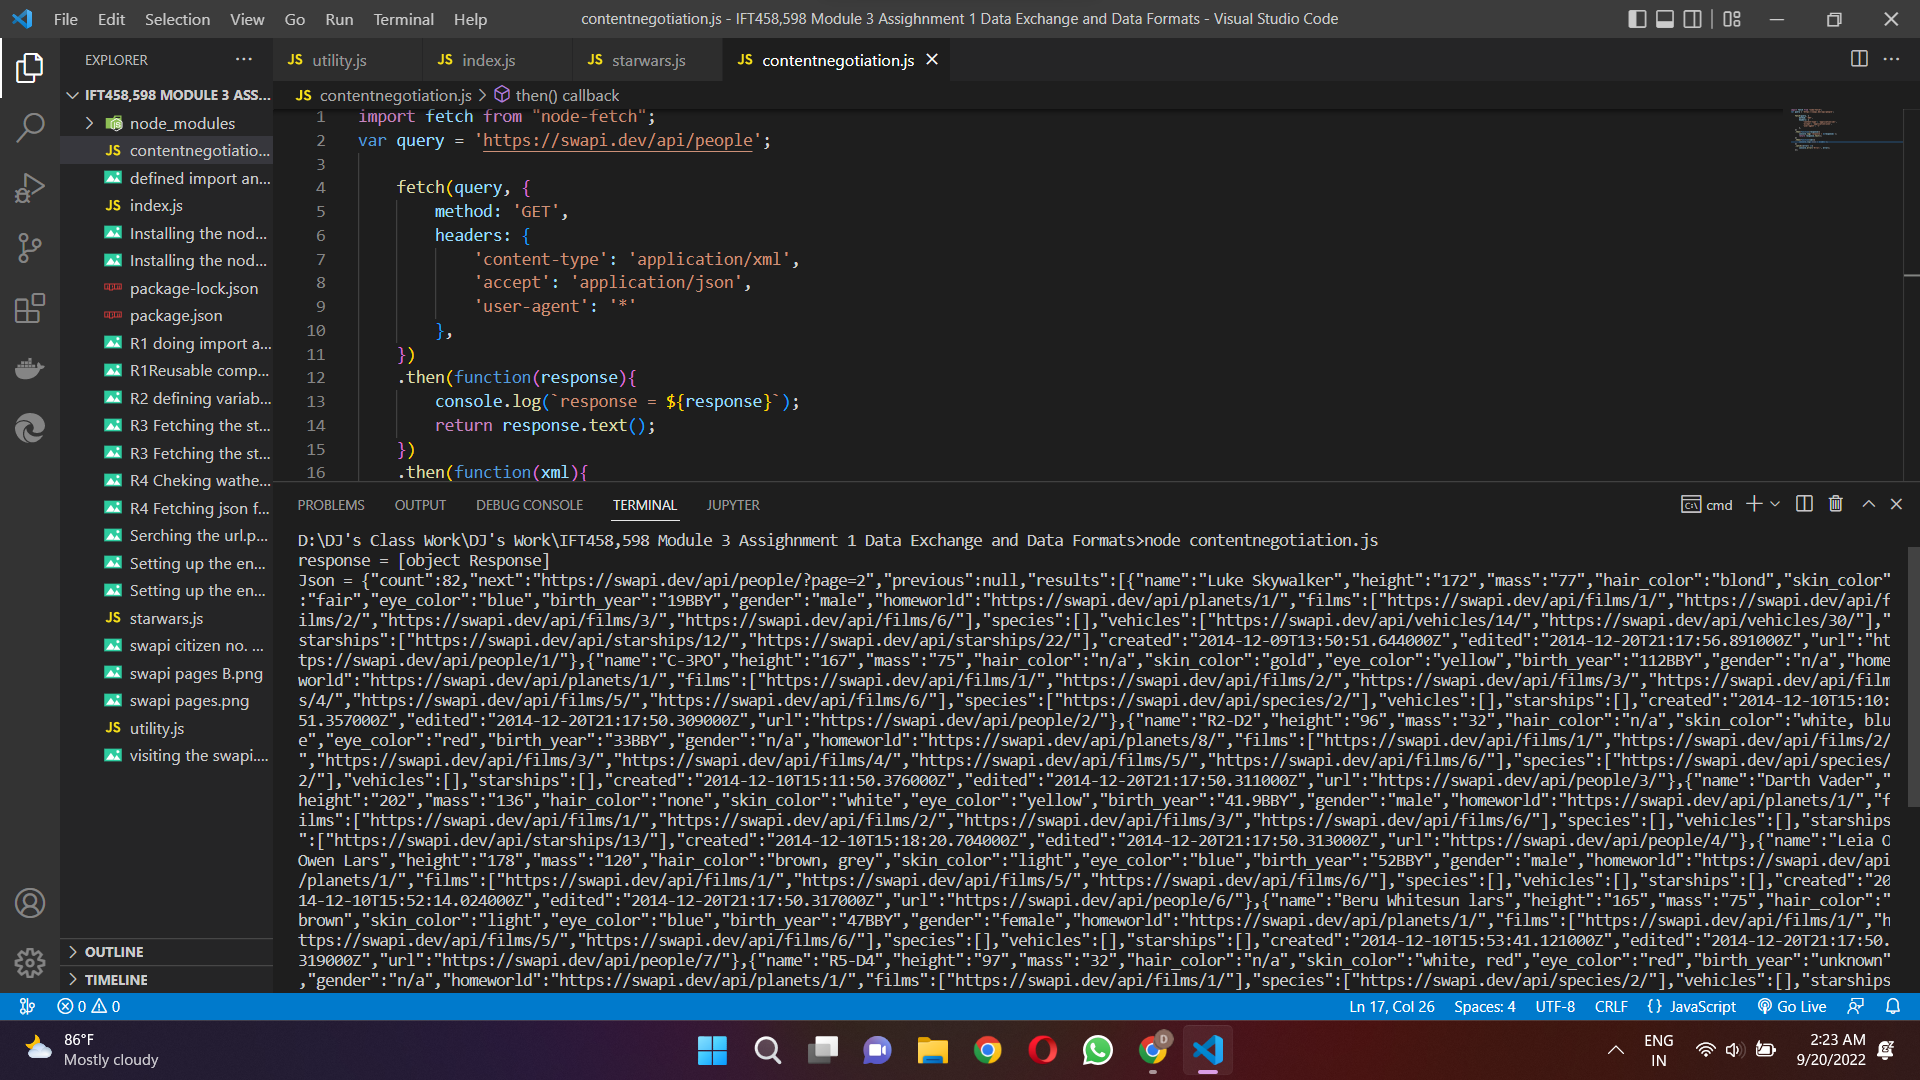 File Edit Selection View Go Run Terminal Help
contentnegotiation.js - IFT458,598 Module 3 Assighnment 1 Data Exchange and Data Formats - Visual Studio Code
EXPLORER
IFT458,598 MODULE 3 ASS...
node_modules
JS contentnegotiatio...
defined import an...
JS index.js
Installing the nod...
Installing the nod...
package-lock.json
package.json
R1 doing import a...
R1Reusable comp...
R2 defining variab...
R3 Fetching the st...
R3 Fetching the st...
R4 Cheking wathe...
R4 Fetching json f...
Serching the url.p...
Setting up the en...
Setting up the en...
JS starwars.js
swapi citizen no. ...
swapi pages B.png
swapi pages.png
JS utility.js
visiting the swapi....
OUTLINE
TIMELINE
JS utility.js JS index.js JS starwars.js JS contentnegotiation.js
JS contentnegotiation.js > then() callback
1 import fetch from "node-fetch";
2 var query = 'https://swapi.dev/api/people';
3
4 fetch(query, {
5 method: 'GET',
6 headers: {
7 'content-type': 'application/xml',
8 'accept': 'application/json',
9 'user-agent': '*'
10 },
11 })
12 .then(function(response){
13 console.log(`response = ${response}`);
14 return response.text();
15 })
16 .then(function(xml){
PROBLEMS OUTPUT DEBUG CONSOLE TERMINAL JUPYTER
cmd
D:\DJ's Class Work\DJ's Work\IFT458,598 Module 3 Assighnment 1 Data Exchange and Data Formats>node contentnegotiation.js
response = [object Response]
Json = {"count":82,"next":"https://swapi.dev/api/people/?page=2","previous":null,"results":[{"name":"Luke Skywalker","height":"172","mass":"77","hair_color":"blond","skin_color"
:"fair","eye_color":"blue","birth_year":"19BBY","gender":"male","homeworld":"https://swapi.dev/api/planets/1/","films":["https://swapi.dev/api/films/1/","https://swapi.dev/api/f
ilms/2/","https://swapi.dev/api/films/3/","https://swapi.dev/api/films/6/"],"species":[],"vehicles":["https://swapi.dev/api/vehicles/14/","https://swapi.dev/api/vehicles/30/"],"
starships":["https://swapi.dev/api/starships/12/","https://swapi.dev/api/starships/22/"],"created":"2014-12-09T13:50:51.644000Z","edited":"2014-12-20T21:17:56.891000Z","url":"ht
tps://swapi.dev/api/people/1/"},{"name":"C-3PO","height":"167","mass":"75","hair_color":"n/a","skin_color":"gold","eye_color":"yellow","birth_year":"112BBY","gender":"n/a","home
world":"https://swapi.dev/api/planets/1/","films":["https://swapi.dev/api/films/1/","https://swapi.dev/api/films/2/","https://swapi.dev/api/films/3/","https://swapi.dev/api/film
s/4/","https://swapi.dev/api/films/5/","https://swapi.dev/api/films/6/"],"species":["https://swapi.dev/api/species/2/"],"vehicles":[],"starships":[],"created":"2014-12-10T15:10:
51.357000Z","edited":"2014-12-20T21:17:50.309000Z","url":"https://swapi.dev/api/people/2/"},{"name":"R2-D2","height":"96","mass":"32","hair_color":"n/a","skin_color":"white, blu
e","eye_color":"red","birth_year":"33BBY","gender":"n/a","homeworld":"https://swapi.dev/api/planets/8/","films":["https://swapi.dev/api/films/1/","https://swapi.dev/api/films/2/
","https://swapi.dev/api/films/3/","https://swapi.dev/api/films/4/","https://swapi.dev/api/films/5/","https://swapi.dev/api/films/6/"],"species":["https://swapi.dev/api/species/
2/"],"vehicles":[],"starships":[],"created":"2014-12-10T15:11:50.376000Z","edited":"2014-12-20T21:17:50.311000Z","url":"https://swapi.dev/api/people/3/"},{"name":"Darth Vader","
height":"202","mass":"136","hair_color":"none","skin_color":"white","eye_color":"yellow","birth_year":"41.9BBY","gender":"male","homeworld":"https://swapi.dev/api/planets/1/","f
ilms":["https://swapi.dev/api/films/1/","https://swapi.dev/api/films/2/","https://swapi.dev/api/films/3/","https://swapi.dev/api/films/6/"],"species":[],"vehicles":[],"starships
":["https://swapi.dev/api/starships/13/"],"created":"2014-12-10T15:18:20.704000Z","edited":"2014-12-20T21:17:50.313000Z","url":"https://swapi.dev/api/people/4/"},{"name":"Leia O
Owen Lars","height":"178","mass":"120","hair_color":"brown, grey","skin_color":"light","eye_color":"blue","birth_year":"52BBY","gender":"male","homeworld":"https://swapi.dev/api
/planets/1/","films":["https://swapi.dev/api/films/1/","https://swapi.dev/api/films/5/","https://swapi.dev/api/films/6/"],"species":[],"vehicles":[],"starships":[],"created":"20
14-12-10T15:52:14.024000Z","edited":"2014-12-20T21:17:50.317000Z","url":"https://swapi.dev/api/people/6/"},{"name":"Beru Whitesun lars","height":"165","mass":"75","hair_color":"
brown","skin_color":"light","eye_color":"blue","birth_year":"47BBY","gender":"female","homeworld":"https://swapi.dev/api/planets/1/","films":["https://swapi.dev/api/films/1/","h
ttps://swapi.dev/api/films/5/","https://swapi.dev/api/films/6/"],"species":[],"vehicles":[],"starships":[],"created":"2014-12-10T15:53:41.121000Z","edited":"2014-12-20T21:17:50.
319000Z","url":"https://swapi.dev/api/people/7/"},{"name":"R5-D4","height":"97","mass":"32","hair_color":"n/a","skin_color":"white, red","eye_color":"red","birth_year":"unknown"
,"gender":"n/a","homeworld":"https://swapi.dev/api/planets/1/","films":["https://swapi.dev/api/films/1/"],"species":["https://swapi.dev/api/species/2/"],"vehicles":[],"starships
0 0 Ln 17, Col 26 Spaces: 4 UTF-8 CRLF {} JavaScript Go Live
86°F
Mostly cloudy
D
ENG
IN
2:23 AM
9/20/2022